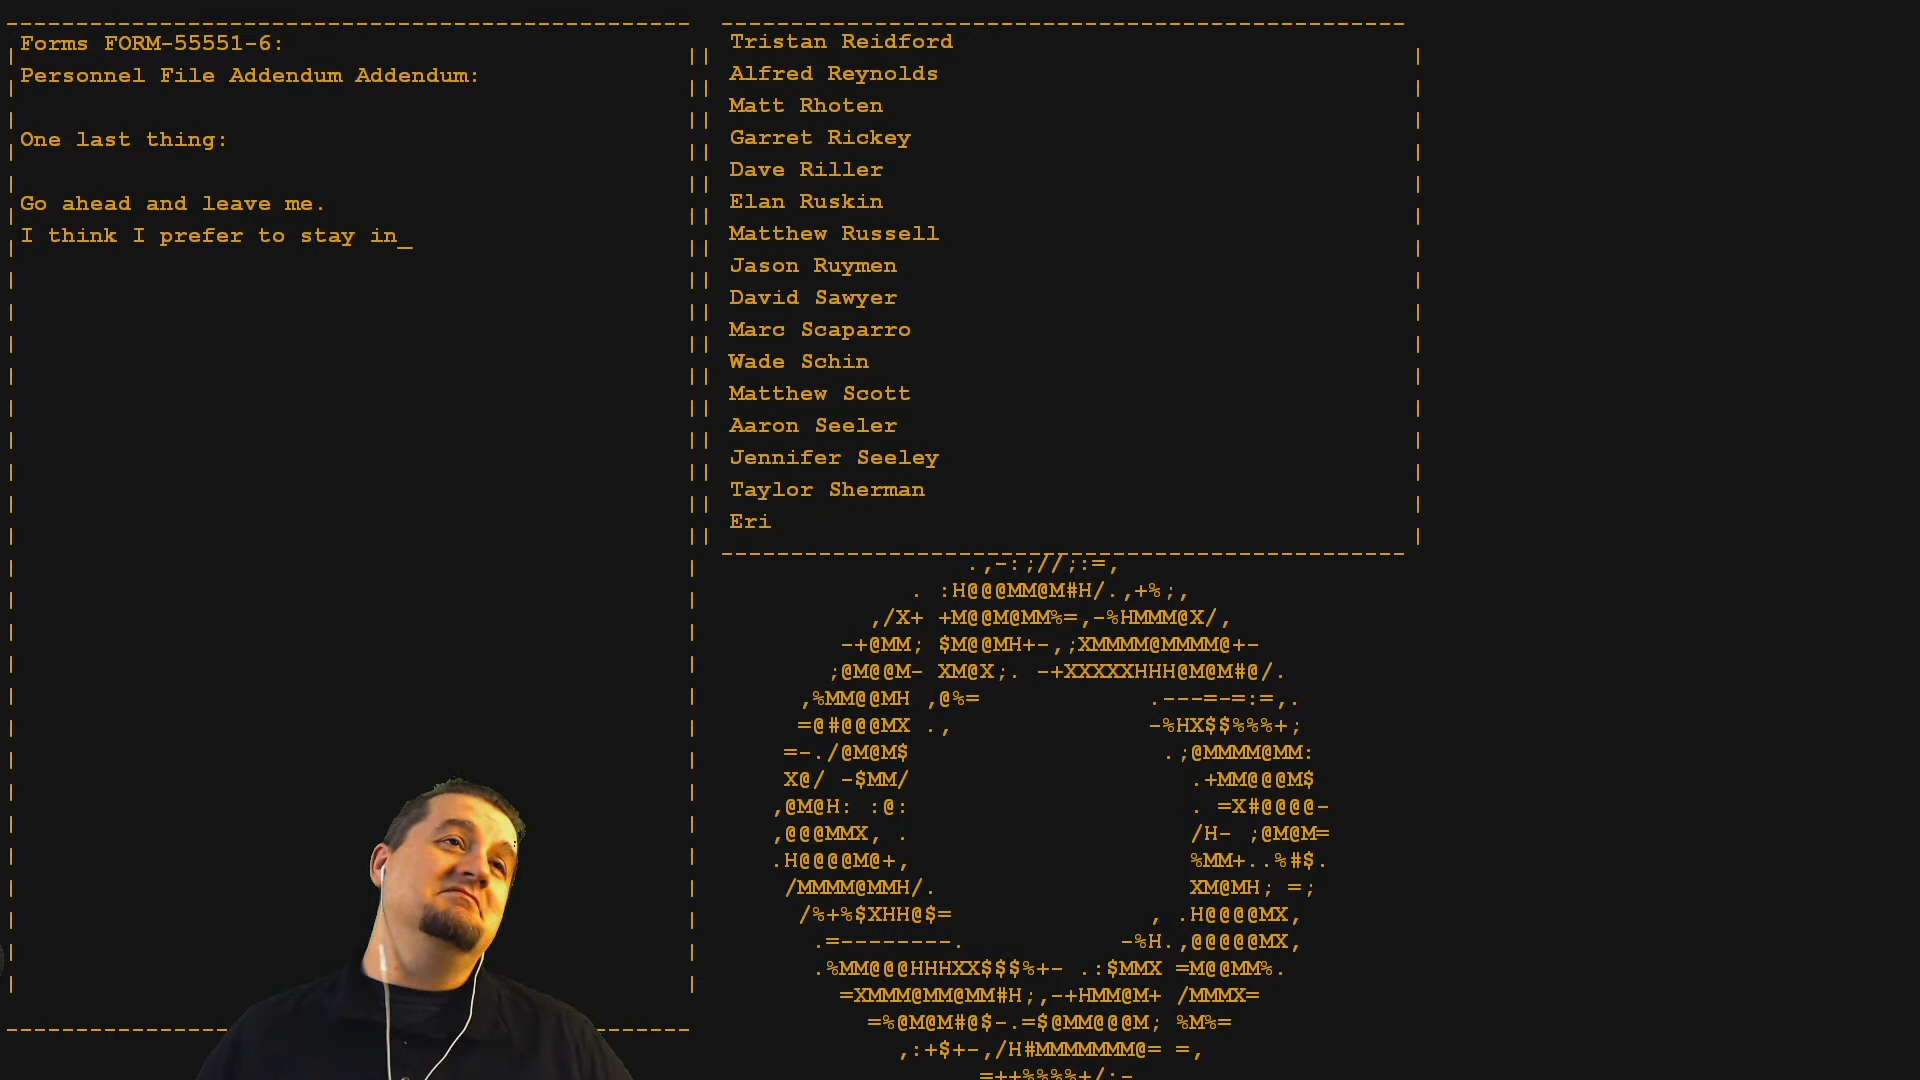 Forms FORM-55551-6:
Personnel File Addendum Addendum:
One last thing:
Go ahead and leave me.
I think I prefer to stay in_
Tristan Reidford
Alfred Reynolds
Matt Rhoten
Garret Rickey
Dave Riller
Elan Ruskin
Matthew Russell
Jason Ruymen
David Sawyer
Marc Scaparro
Wade Schin
Matthew Scott
Aaron Seeler
Jennifer Seeley
Taylor Sherman
Eri